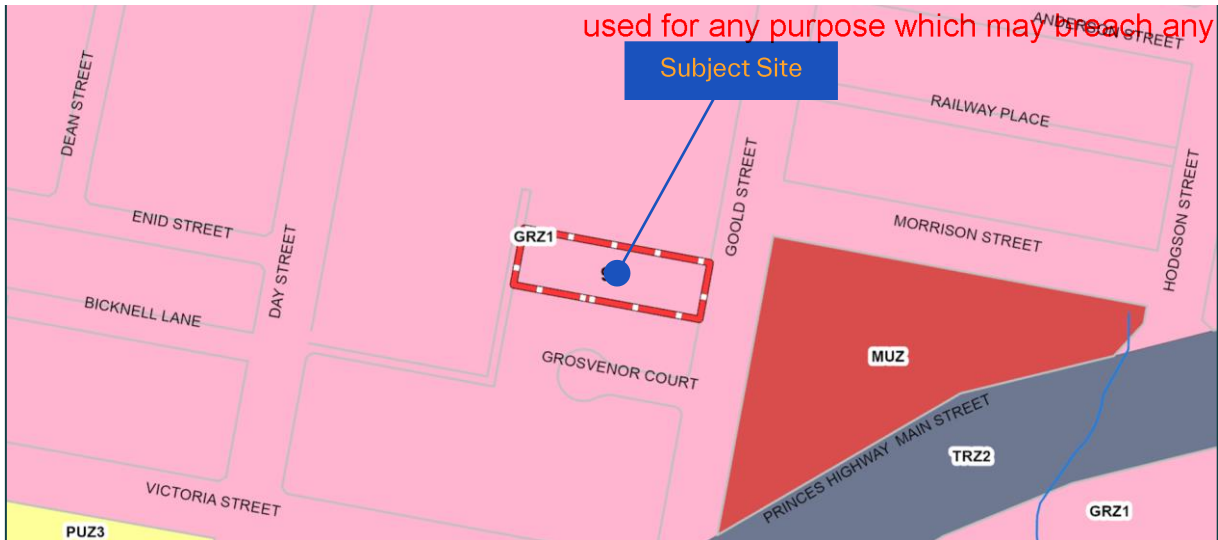 used for any purpose which may breach any
ANDERSON STREET
Subject Site
DEAN STREET
RAILWAY PLACE
GOOLD STREET
HODGSON STREET
ENID STREET
MORRISON STREET
GRZ1
DAY STREET
BICKNELL LANE
GROSVENOR COURT
MUZ
PRINCES HIGHWAY MAIN STREET
TRZ2
VICTORIA STREET
GRZ1
PUZ3